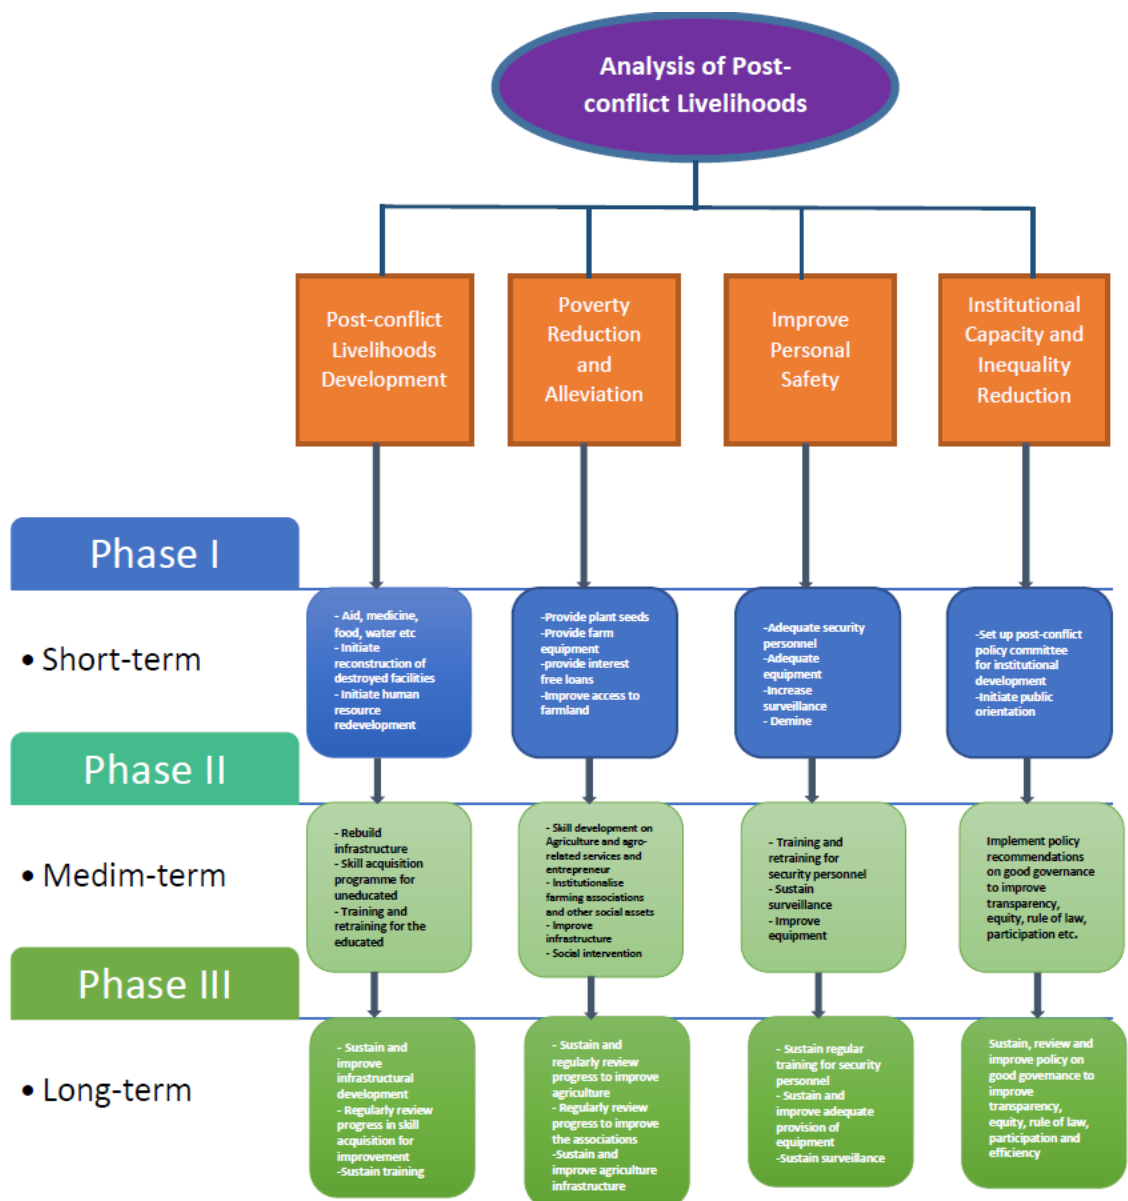 Analysis of Post-
conflict Livelihoods
Post-conflict
Livelihoods
Development
Poverty
Reduction
and
Alleviation
Improve
Personal
Safety
Institutional
Capacity and
Inequality
Reduction
Phase I
• Short-term
- Aid, medicine,
food, water etc
- Initiate
reconstruction of
destroyed facilities
- Initiate human
resource
redevelopment
-Provide plant seeds
-Provide farm
equipment
-provide interest
free loans
-Improve access to
farmland
-Adequate security
personnel
-Adequate
equipment
-Increase
surveillance
- Demine
-Set up post-conflict
policy committee
for institutional
development
-Initiate public
orientation
Phase II
• Medim-term
- Rebuild
infrastructure
- Skill acquisition
programme for
uneducated
- Training and
retraining for the
educated
- Skill development on
Agriculture and agro-
related services and
entrepreneur
- Institutionalise
farming associations
and other social assets
- Improve
infrastructure
- Social intervention
- Training and
retraining for
security personnel
- Sustain
surveillance
- Improve
equipment
Implement policy
recommendations
on good governance
to improve
transparency,
equity, rule of law,
participation etc.
Phase III
• Long-term
- Sustain and
improve
infrastructural
development
- Regularly review
progress in skill
acquisition for
improvement
-Sustain training
- Sustain and
regularly review
progress to improve
agriculture
- Regularly review
progress to improve
the associations
-Sustain and
improve agriculture
infrastructure
- Sustain regular
training for security
personnel
- Sustain and
improve adequate
provision of
equipment
-Sustain surveillance
Sustain, review and
improve policy on
good governance to
improve
transparency,
equity, rule of law,
participation and
efficiency